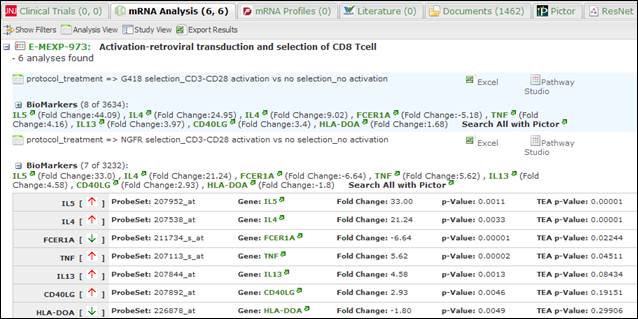 JNJ Clinical Trials (0, 0) mRNA Analysis (6, 6) mRNA Profiles (0) Literature (0) Documents (1462) Pictor ResNet
Show Filters Analysis View Study View Export Results
E-MEXP-973: Activation-retroviral transduction and selection of CD8 Tcell
- 6 analyses found
protocol_treatment => G418 selection_CD3-CD28 activation vs no selection_no activation Excel Pathway Studio
BioMarkers (8 of 3634):
IL5 (Fold Change:44.09) , IL4 (Fold Change:24.95) , IL4 (Fold Change:9.02) , FCER1A (Fold Change:-5.18) , TNF (Fold
Change:4.16) , IL13 (Fold Change:3.97) , CD40LG (Fold Change:3.4) , HLA-DOA (Fold Change:1.68) Search All with Pictor
protocol_treatment => NGFR selection_CD3-CD28 activation vs no selection_no activation Excel Pathway Studio
BioMarkers (7 of 3232):
IL5 (Fold Change:33.0) , IL4 (Fold Change:21.24) , FCER1A (Fold Change:-6.64) , TNF (Fold Change:5.62) , IL13 (Fold
Change:4.58) , CD40LG (Fold Change:2.93) , HLA-DOA (Fold Change:-1.8) Search All with Pictor
IL5 [ ↑ ] ProbeSet: 207952_at Gene: IL5 Fold Change: 33.00 p-Value: 0.0011 TEA p-Value: 0.00001
IL4 [ ↑ ] ProbeSet: 207538_at Gene: IL4 Fold Change: 21.24 p-Value: 0.0033 TEA p-Value: 0.00001
FCER1A [ ↓ ] ProbeSet: 211734_s_at Gene: FCER1A Fold Change: -6.64 p-Value: 0.00001 TEA p-Value: 0.02244
TNF [ ↑ ] ProbeSet: 207113_s_at Gene: TNF Fold Change: 5.62 p-Value: 0.00002 TEA p-Value: 0.04511
IL13 [ ↑ ] ProbeSet: 207844_at Gene: IL13 Fold Change: 4.58 p-Value: 0.0013 TEA p-Value: 0.08434
CD40LG [ ↑ ] ProbeSet: 207892_at Gene: CD40LG Fold Change: 2.93 p-Value: 0.0046 TEA p-Value: 0.19151
HLA-DOA [ ↓ ] ProbeSet: 226878_at Gene: HLA-DOA Fold Change: -1.80 p-Value: 0.0049 TEA p-Value: 0.29906